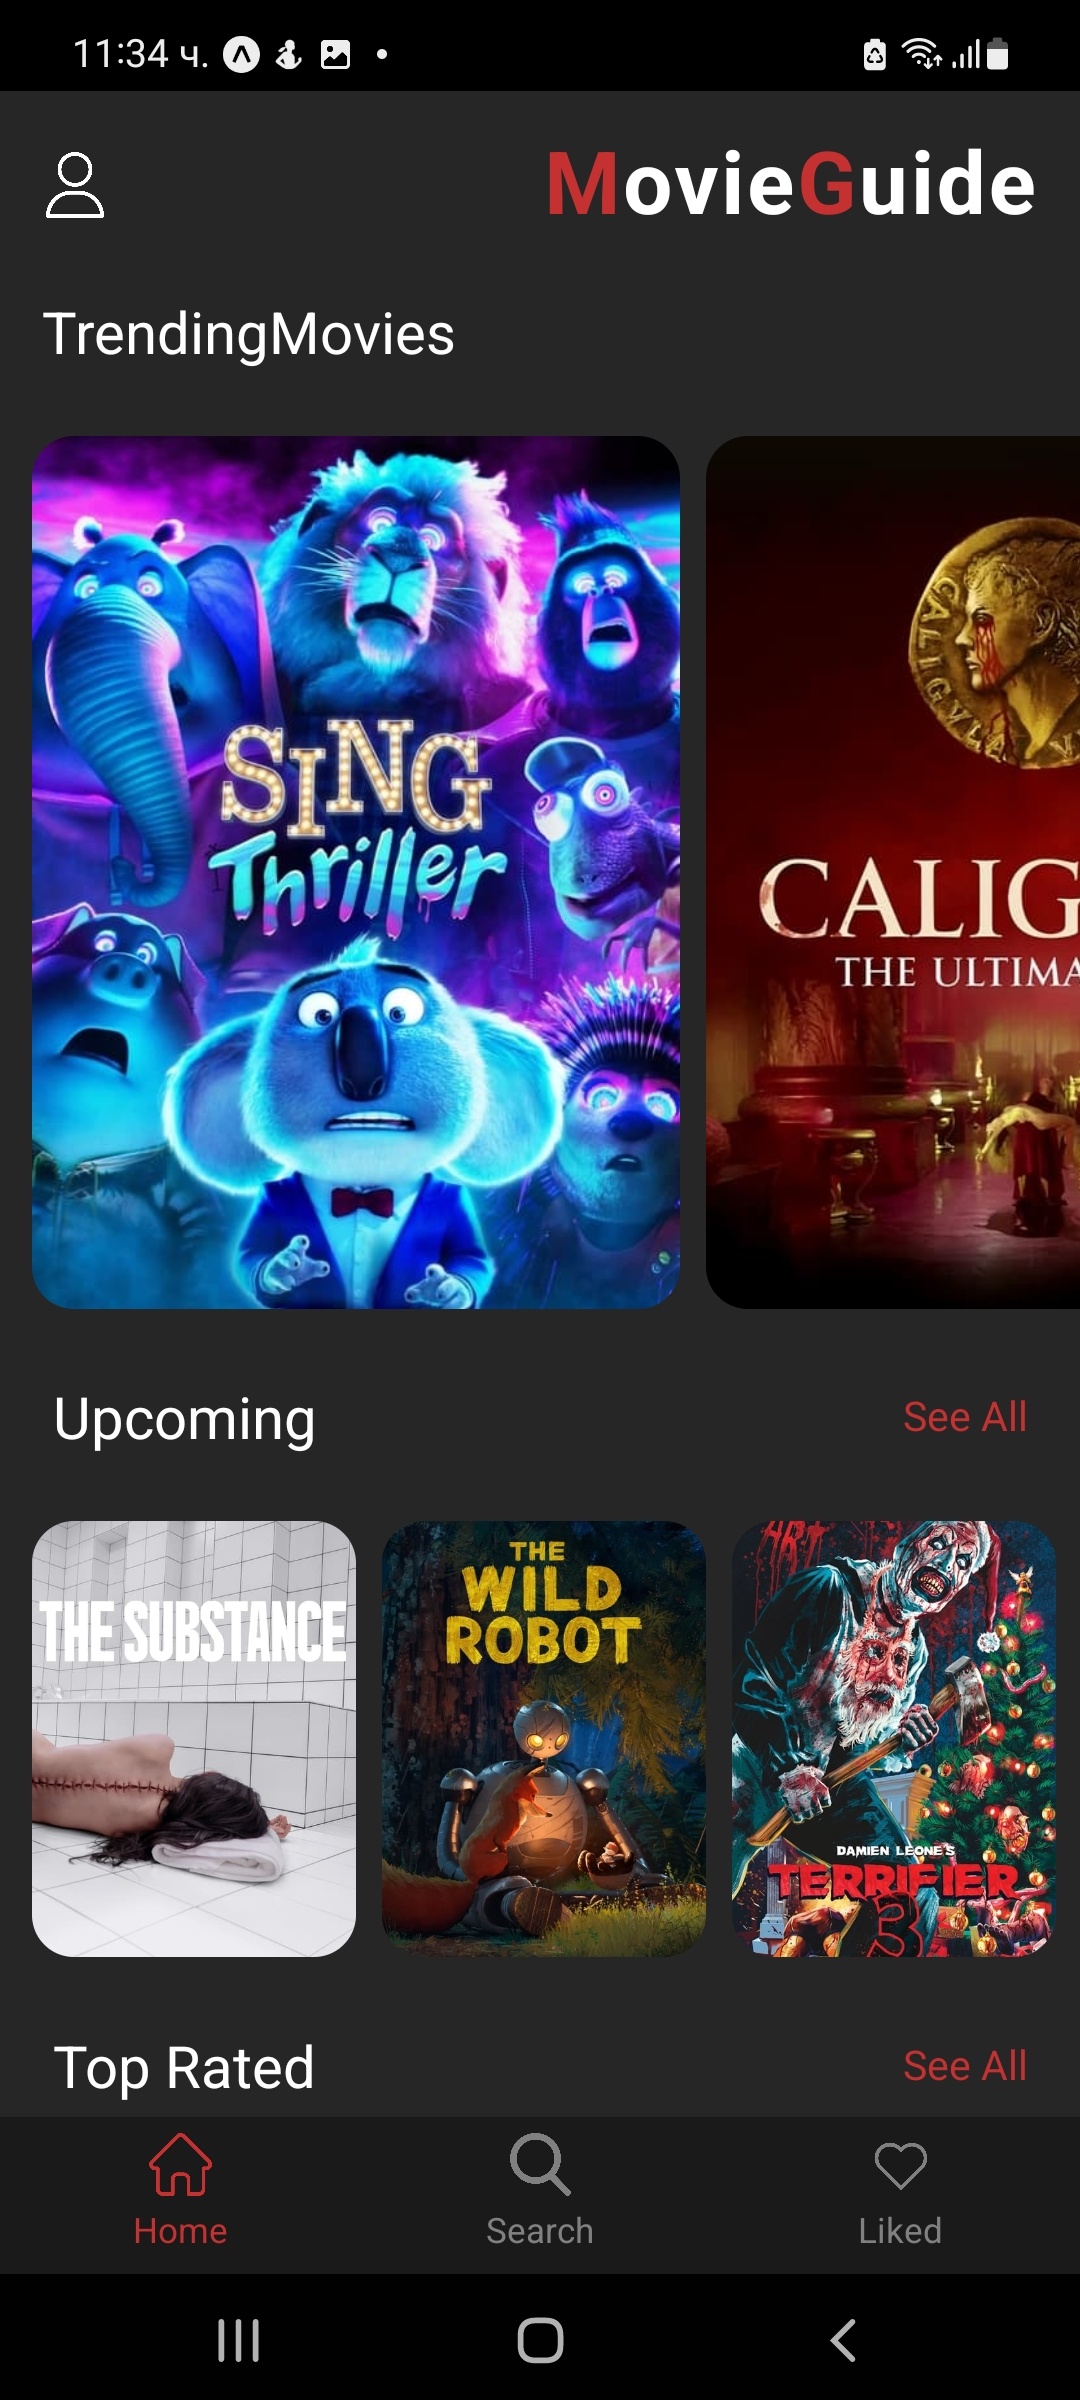 11:34 ч.
MovieGuide
TrendingMovies
SING
Thriller
CALIGVLA
CALIG
THE ULTIMA
Upcoming
See All
THE SUBSTANCE
THE
WILD
ROBOT
DAMIEN LEONE'S
TERRIFIER
3
Top Rated
See All
Home
Search
Liked